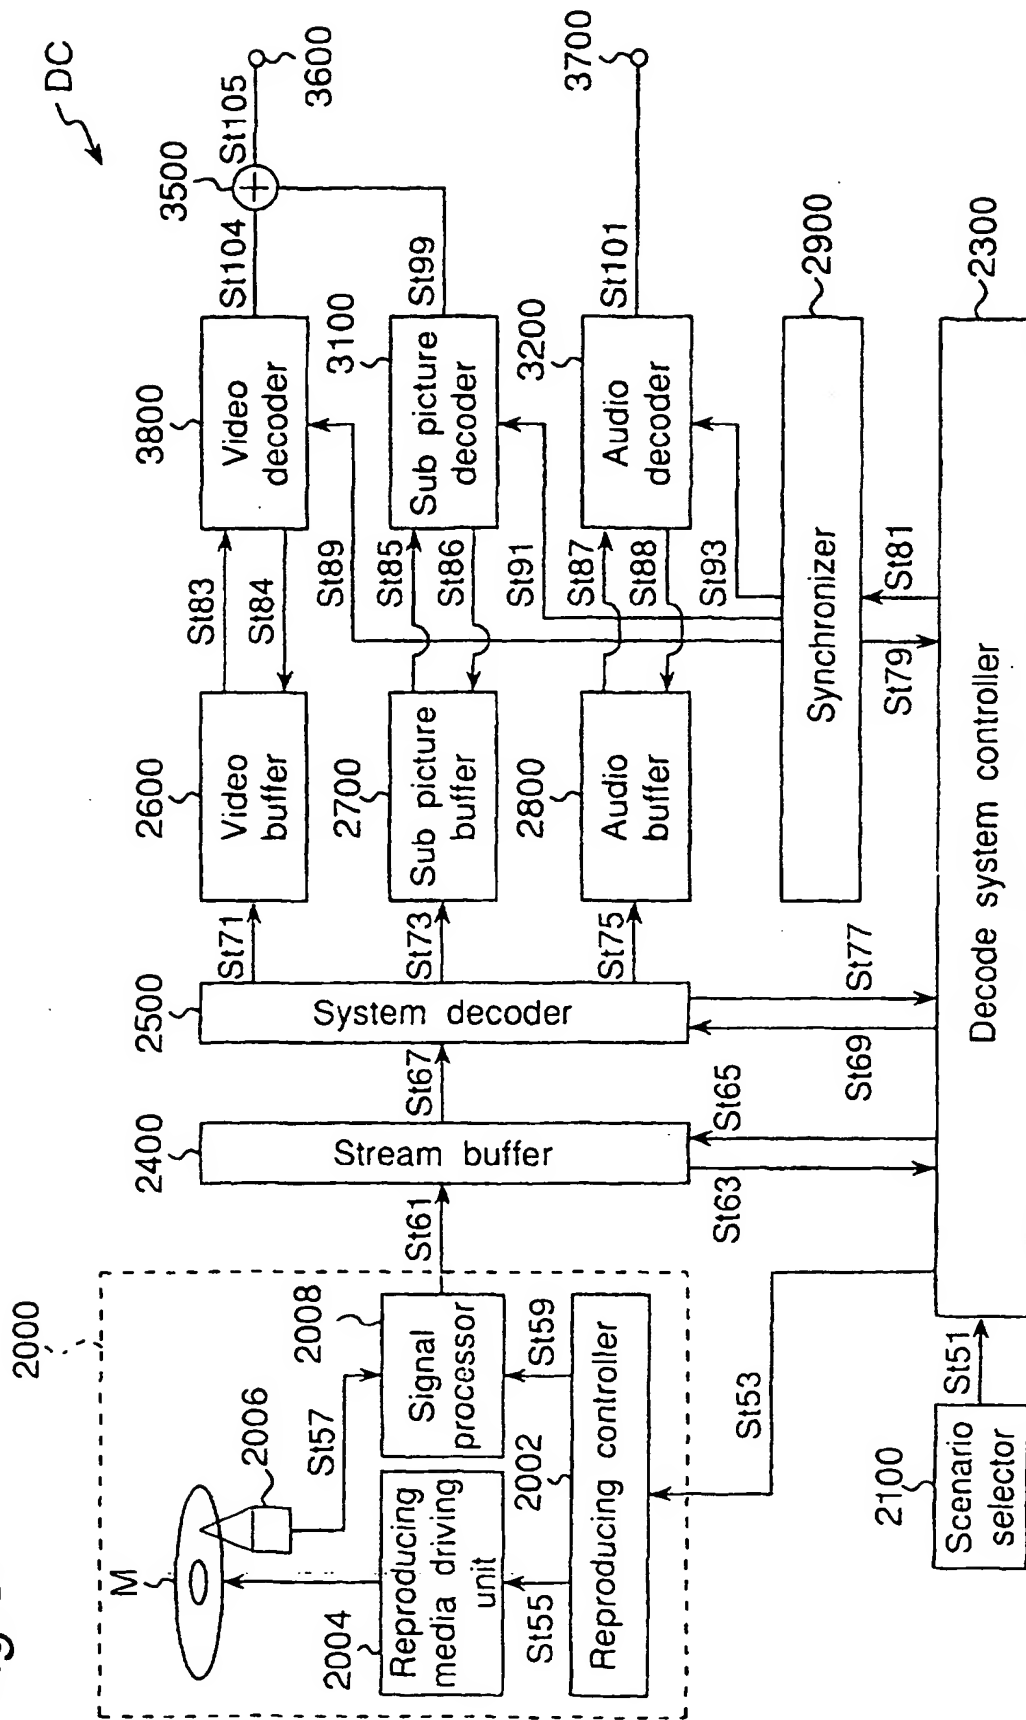 DC
2000
M
2006
St57
2004
Reproducing
media driving
unit
2008
Signal
processor
St55
St59
2002
Reproducing controller
St53
2100
Scenario
selector
St51
St61
2400
Stream buffer
St63
St65
St67
2500
System decoder
St69
St77
St71
St73
St75
2600
Video
buffer
2700
Sub picture
buffer
2800
Audio
buffer
St83
St84
St89
St85
St86
St91
St87
St88
St93
3800
Video
decoder
3100
Sub picture
decoder
3200
Audio
decoder
St104
3500
St105
3600
St99
St101
3700
Synchronizer
2900
St79
St81
Decode system controller
2300